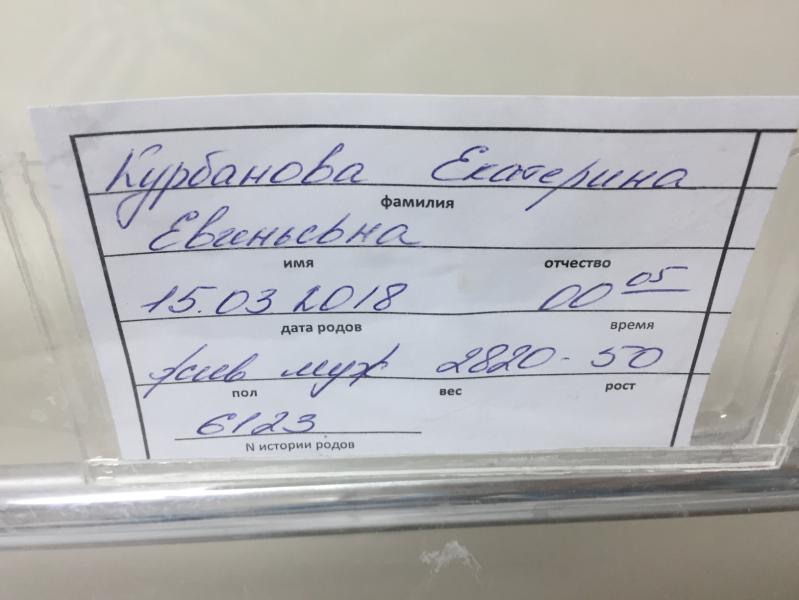 Курбанова Екатерина
фамилия
Евгеньевна
имя отчество
15.03 2018 00 05
дата родов время
жив муж 2820 - 50
пол вес рост
6123
N истории родов